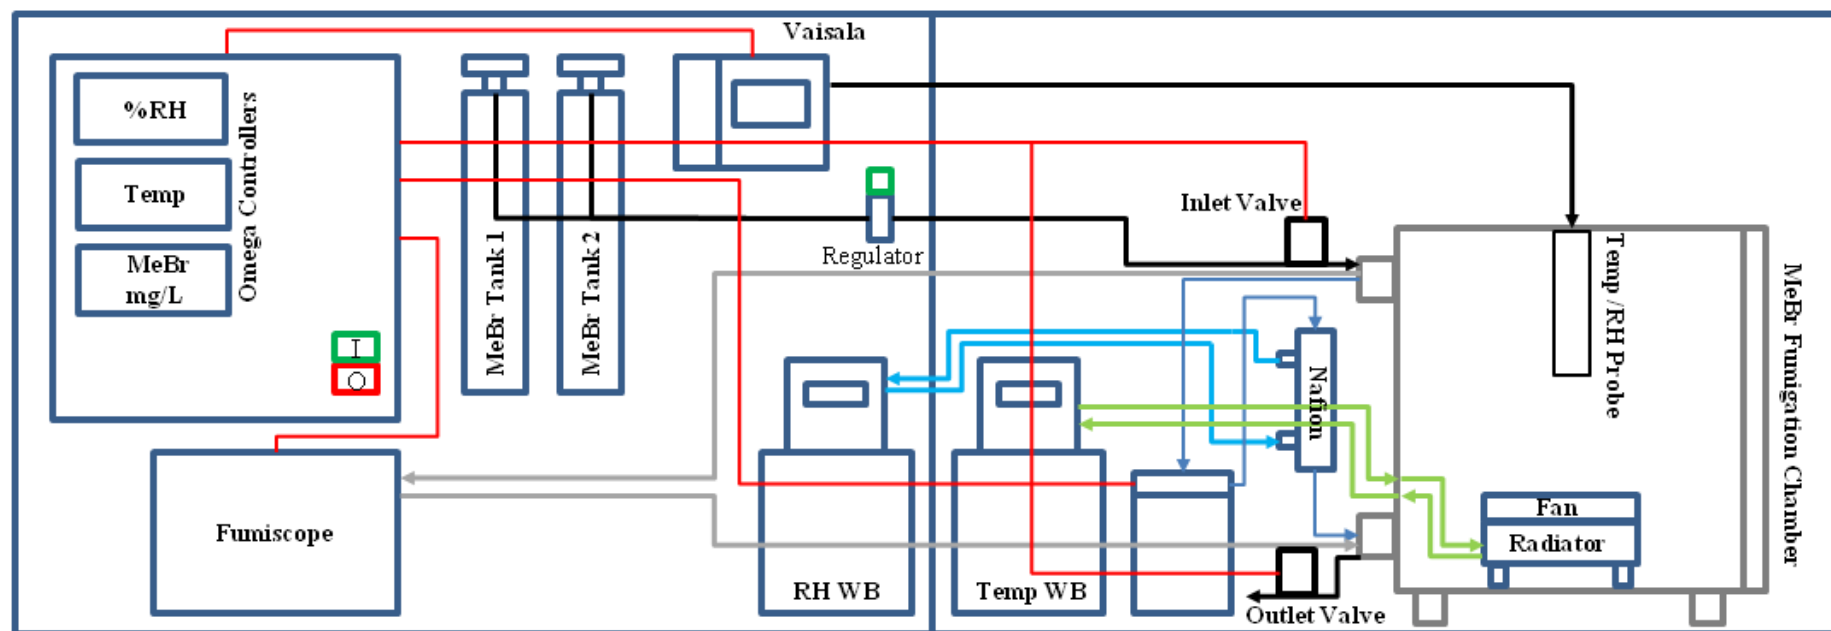 Vaisala
%RH
Temp
MeBr
mg/L
Omega Controllers
I
O
MeBr Tank 1
MeBr Tank 2
Regulator
Inlet Valve
Temp /RH Probe
MeBr Fumigation Chamber
Nafion
Fan
Radiator
Fumiscope
RH WB
Temp WB
Outlet Valve